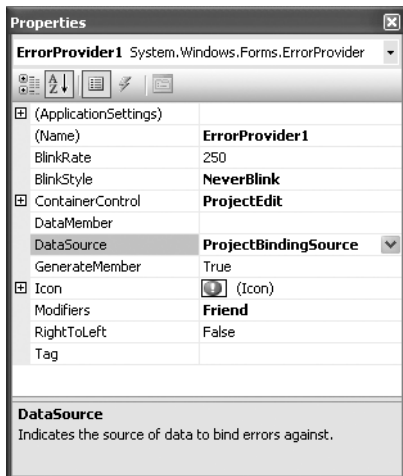 Properties
ErrorProvider1 System.Windows.Forms.ErrorProvider
(ApplicationSettings)
(Name) ErrorProvider1
BlinkRate 250
BlinkStyle NeverBlink
ContainerControl ProjectEdit
DataMember
DataSource ProjectBindingSource
GenerateMember True
Icon (Icon)
Modifiers Friend
RightToLeft False
Tag
DataSource
Indicates the source of data to bind errors against.